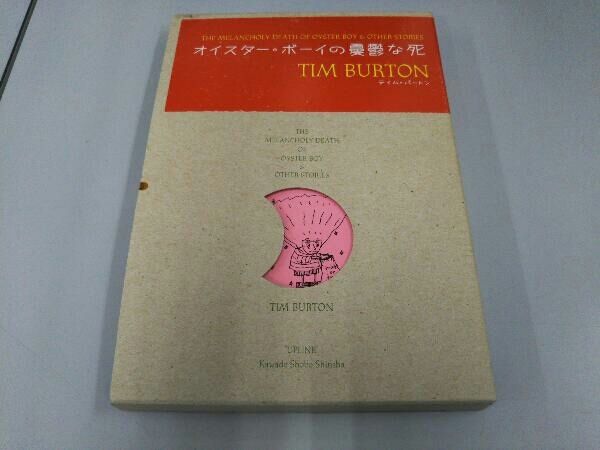 THE MELANCHOLY DEATH OF OYSTER BOY & OTHER STORIES
オイスター・ボーイの憂鬱な死
TIM BURTON
ティム・バートン
THE
MELANCHOLY DEATH
OF
OYSTER BOY
&
OTHER STORIES
TIM BURTON
UPLINK
Kawade Shobo Shinsha